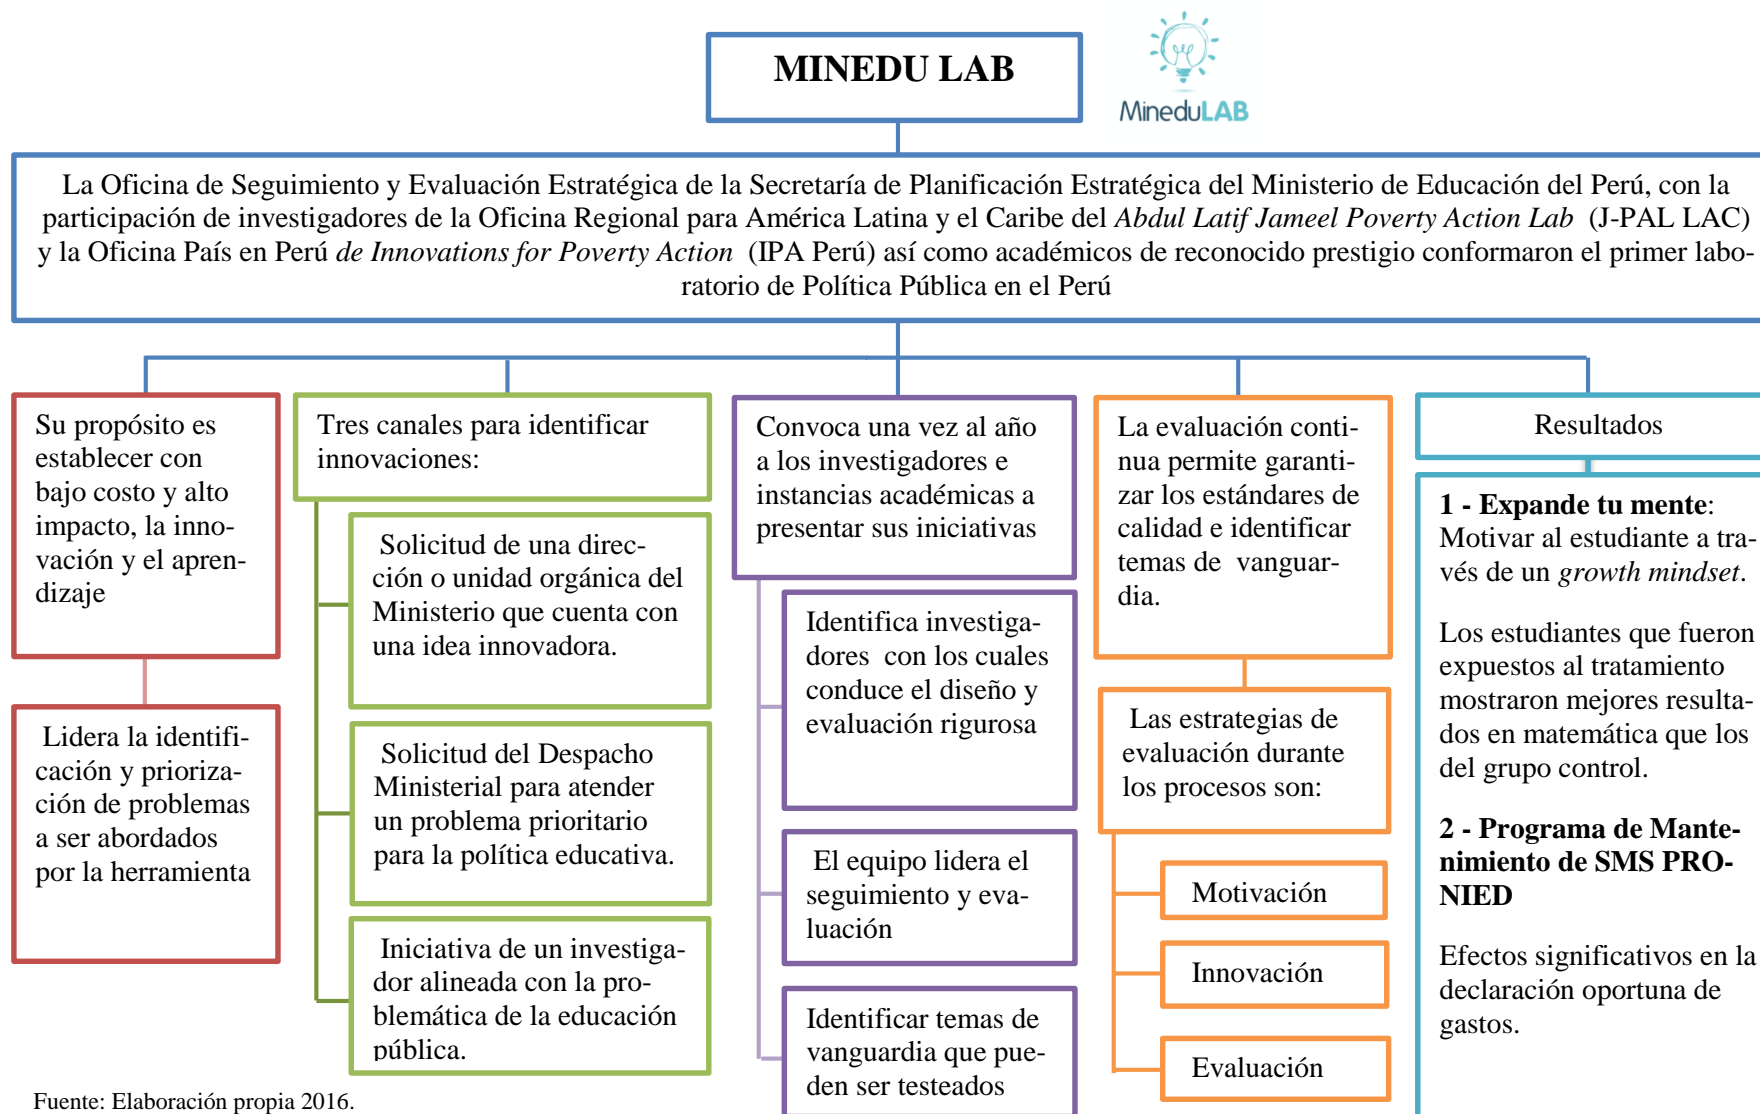 MINEDU LAB
MineduLAB
La Oficina de Seguimiento y Evaluación Estratégica de la Secretaría de Planificación Estratégica del Ministerio de Educación del Perú, con la
participación de investigadores de la Oficina Regional para América Latina y el Caribe del Abdul Latif Jameel Poverty Action Lab (J-PAL LAC)
y la Oficina País en Perú de Innovations for Poverty Action (IPA Perú) así como académicos de reconocido prestigio conformaron el primer labo-
ratorio de Política Pública en el Perú
Su propósito es
establecer con
bajo costo y alto
impacto, la inno-
vación y el apren-
dizaje
Lidera la identifi-
cación y prioriza-
ción de problemas
a ser abordados
por la herramienta
Tres canales para identificar
innovaciones:
Solicitud de una direc-
ción o unidad orgánica del
Ministerio que cuenta con
una idea innovadora.
Solicitud del Despacho
Ministerial para atender
un problema prioritario
para la política educativa.
Iniciativa de un investiga-
dor alineada con la pro-
blemática de la educación
pública.
Convoca una vez al año
a los investigadores e
instancias académicas a
presentar sus iniciativas
Identifica investiga-
dores con los cuales
conduce el diseño y
evaluación rigurosa
El equipo lidera el
seguimiento y eva-
luación
Identificar temas de
vanguardia que pue-
den ser testeados
La evaluación conti-
nua permite garanti-
zar los estándares de
calidad e identificar
temas de vanguar-
dia.
Las estrategias de
evaluación durante
los procesos son:
Motivación
Innovación
Evaluación
Resultados
1 - Expande tu mente:
Motivar al estudiante a tra-
vés de un growth mindset.
Los estudiantes que fueron
expuestos al tratamiento
mostraron mejores resulta-
dos en matemática que los
del grupo control.
2 - Programa de Mante-
nimiento de SMS PRO-
NIED
Efectos significativos en la
declaración oportuna de
gastos.
Fuente: Elaboración propia 2016.